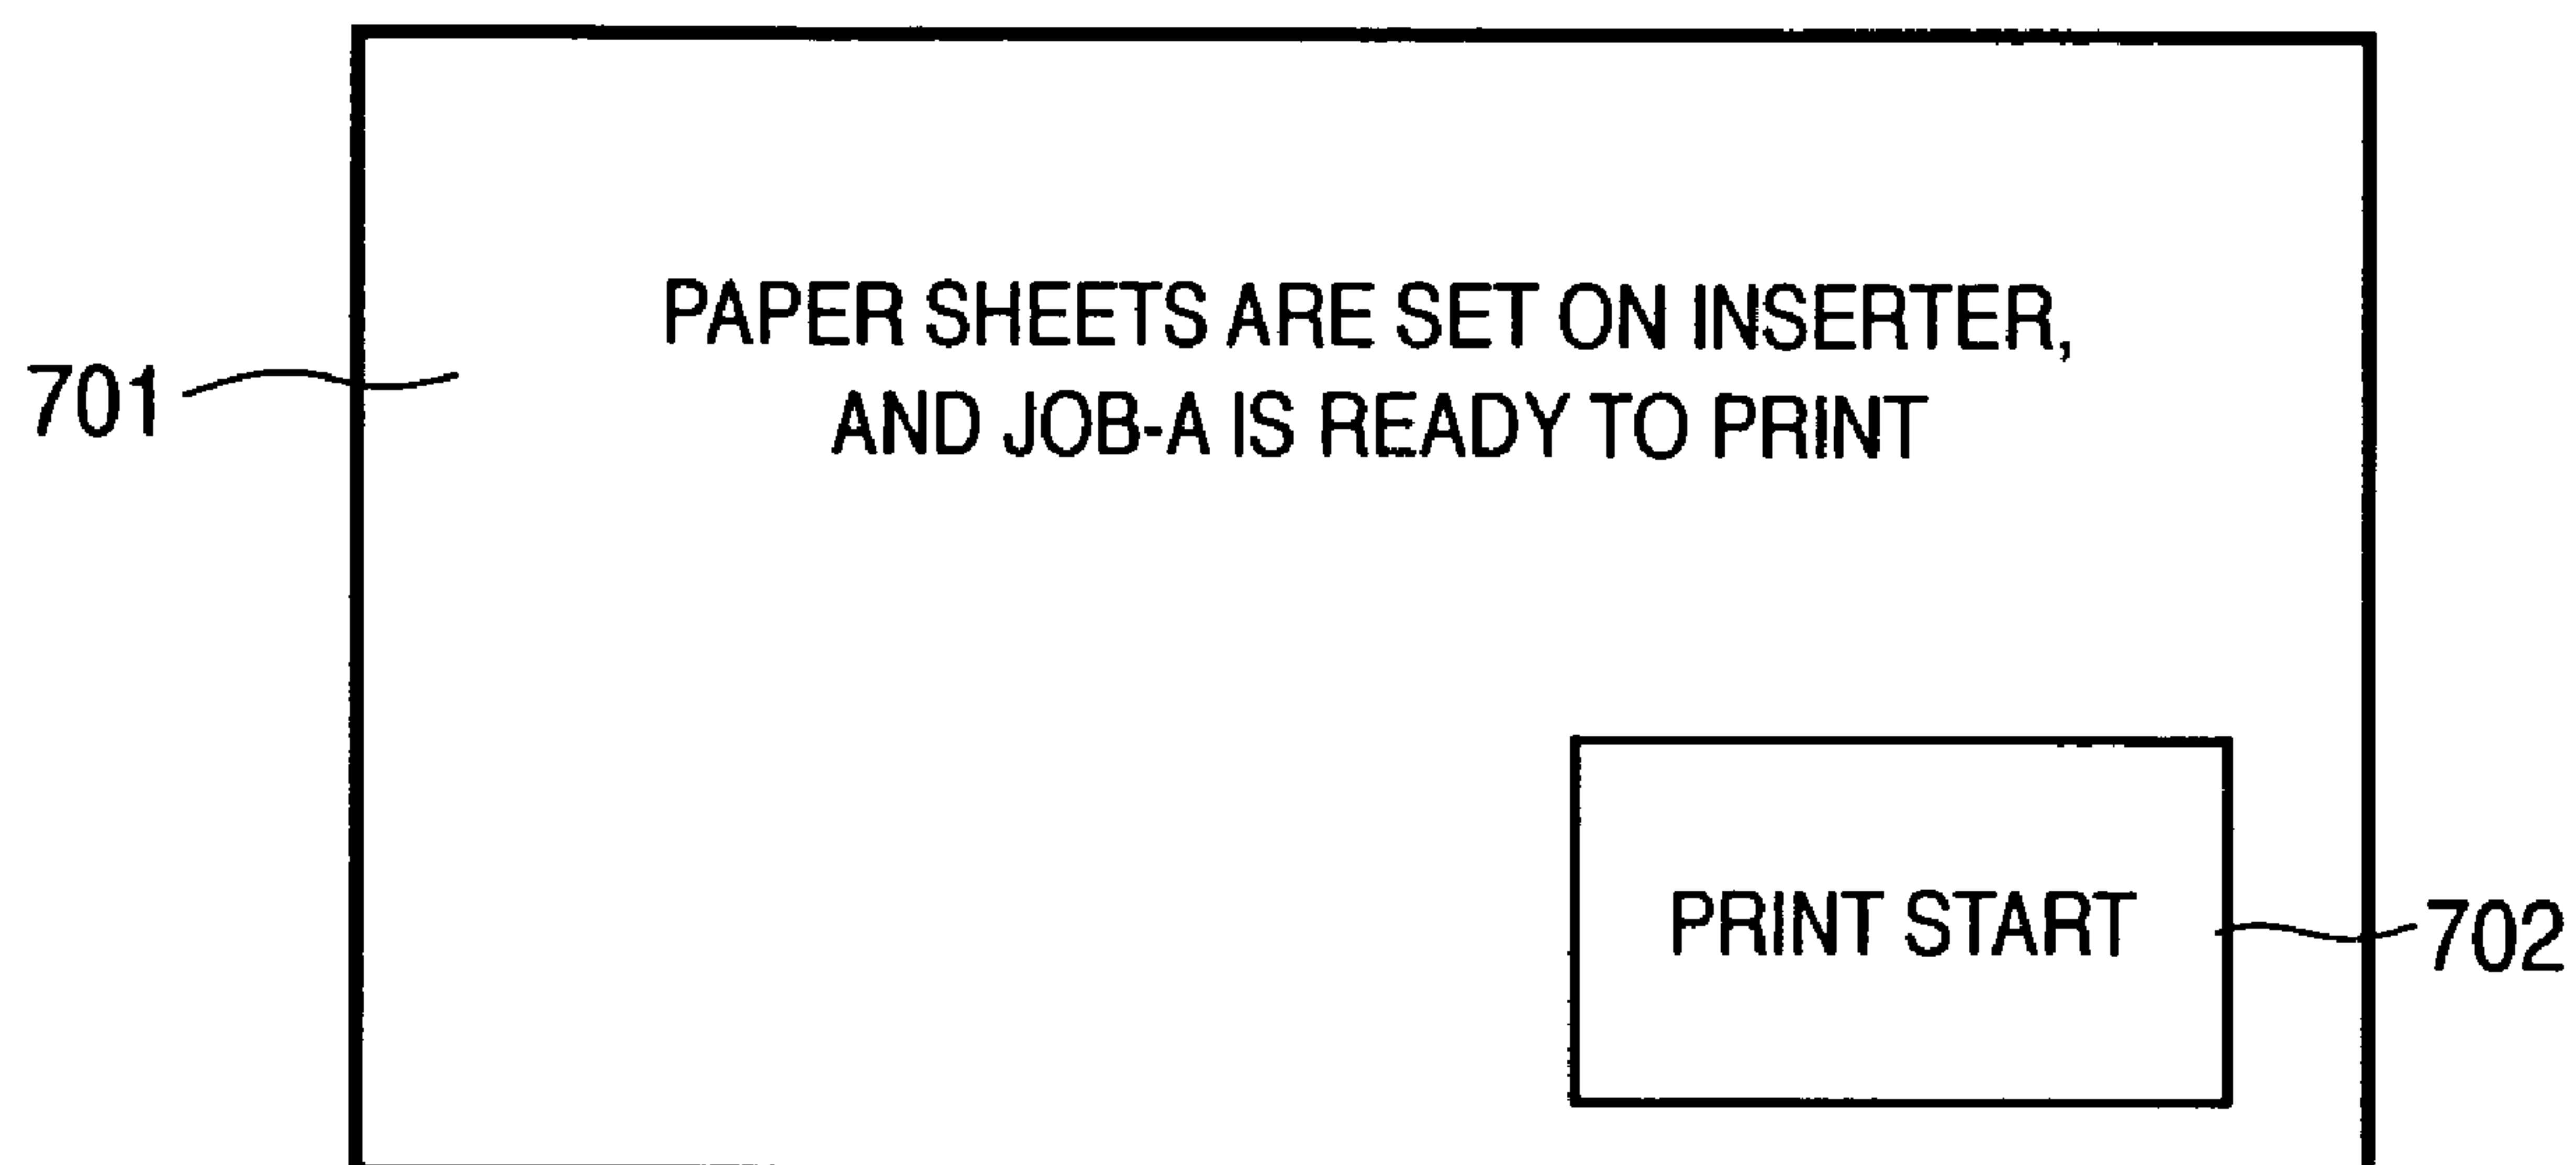 PAPER SHEETS ARE SET ON INSERTER,
AND JOB-A IS READY TO PRINT
701
PRINT START
702